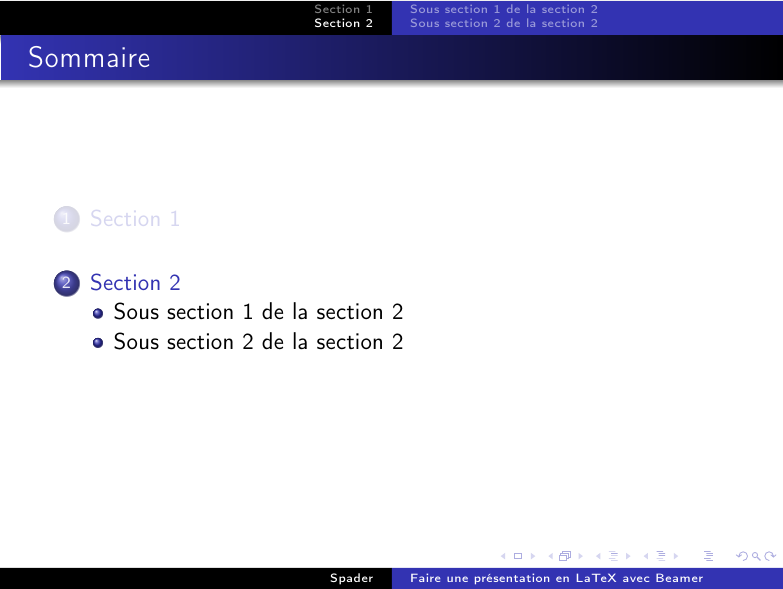 Section 1
Section 2
Sous section 1 de la section 2
Sous section 2 de la section 2
Sommaire
1 Section 1
2 Section 2
Sous section 1 de la section 2
Sous section 2 de la section 2
Spader
Faire une présentation en LaTeX avec Beamer